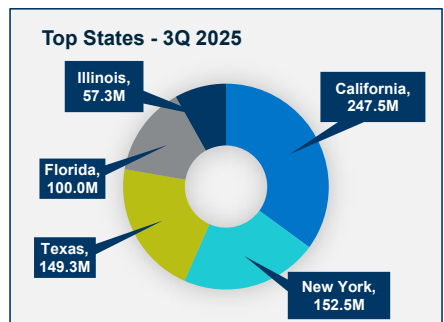 Top States - 3Q 2025
Illinois,
57.3M
California,
247.5M
Florida,
100.0M
Texas,
149.3M
New York,
152.5M